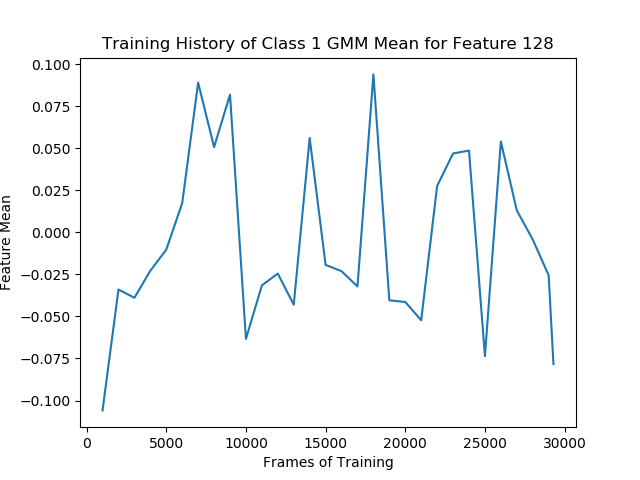 Training History of Class 1 GMM Mean for Feature 128
0.100
0.075
0.050
0.025
0.000
−0.025
−0.050
−0.075
−0.100
Feature Mean
0 5000 10000 15000 20000 25000 30000
Frames of Training